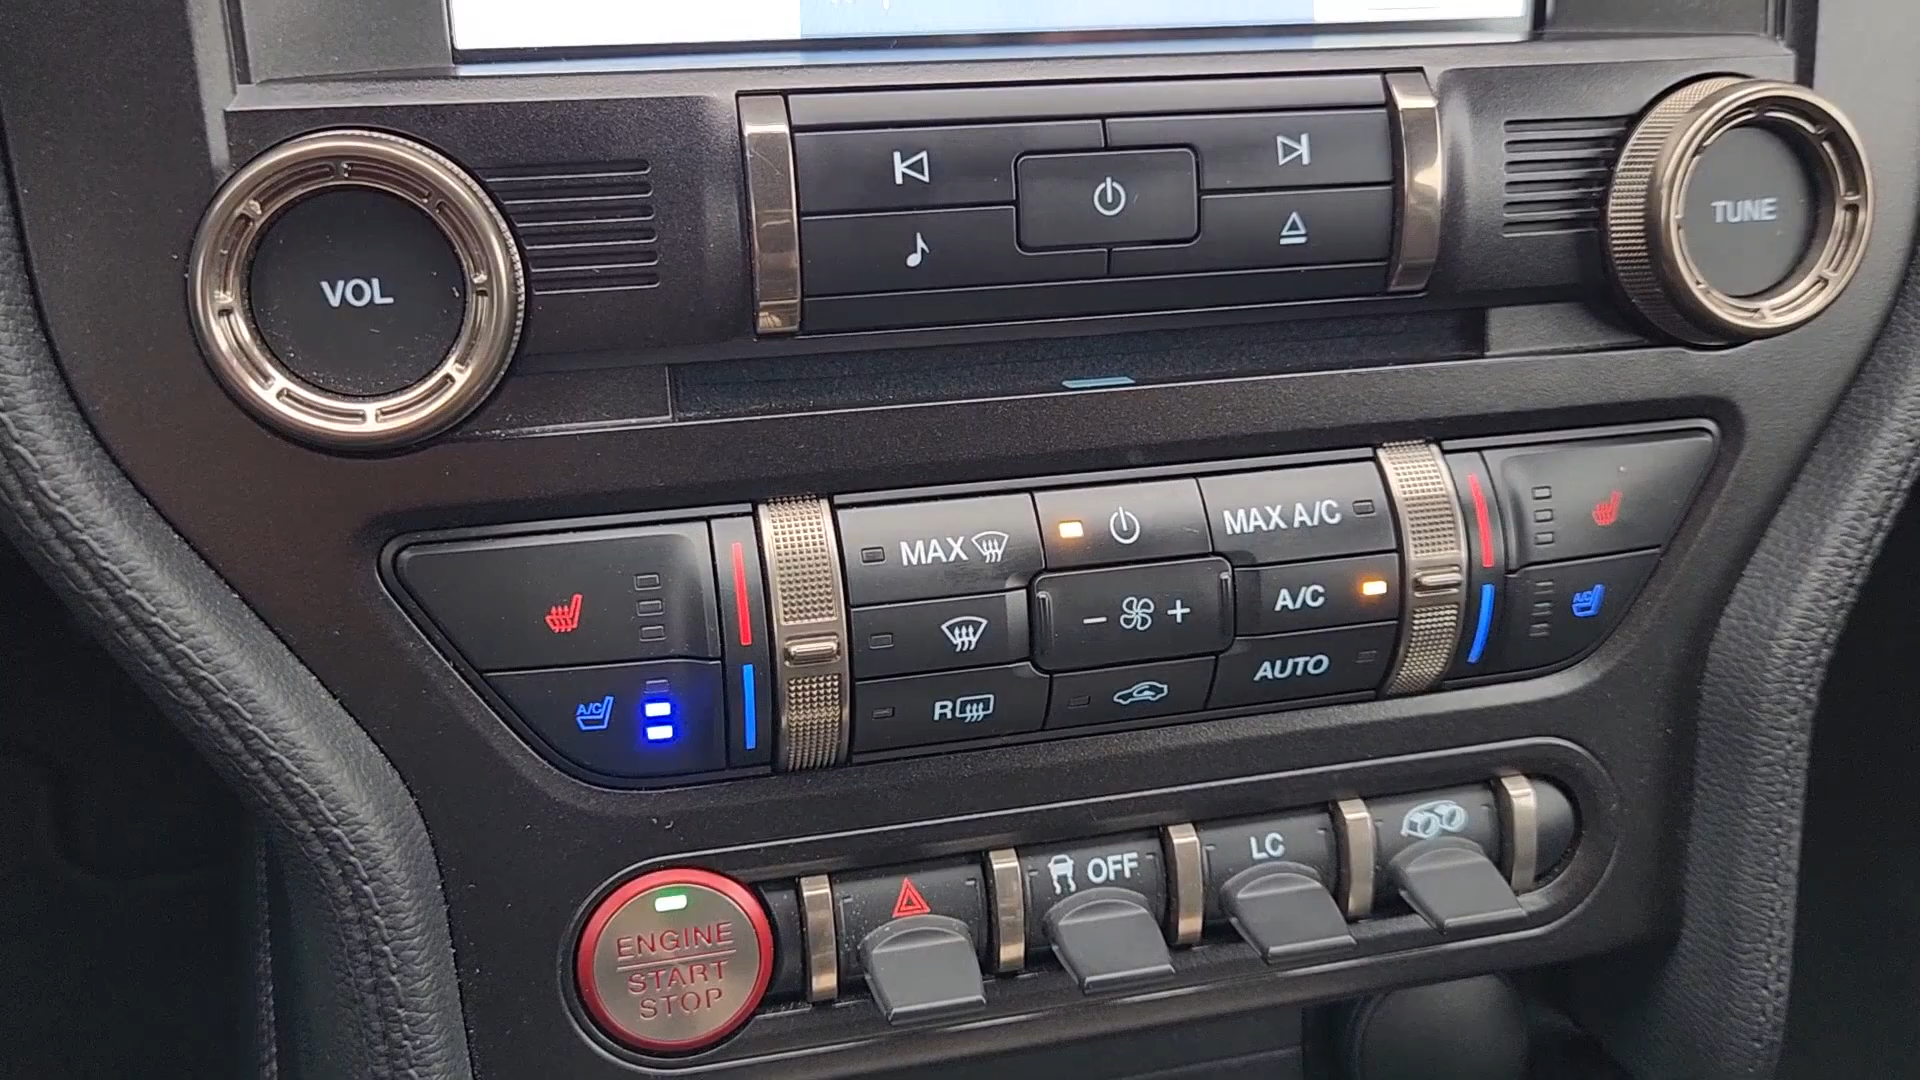 VOL
TUNE
MAX
MAX A/C
- +
A/C
AUTO
A/C
R
A/C
OFF
LC
ENGINE
START
STOP